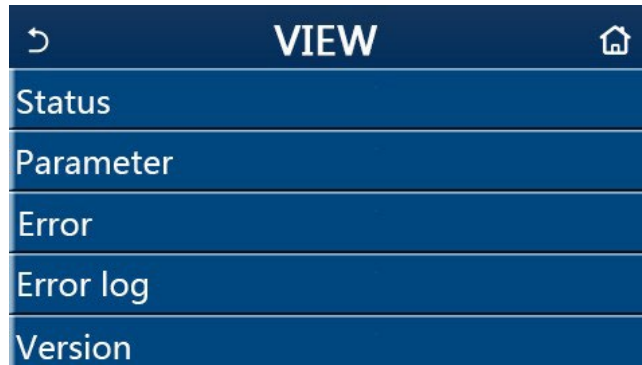 VIEW
Status
Parameter
Error
Error log
Version